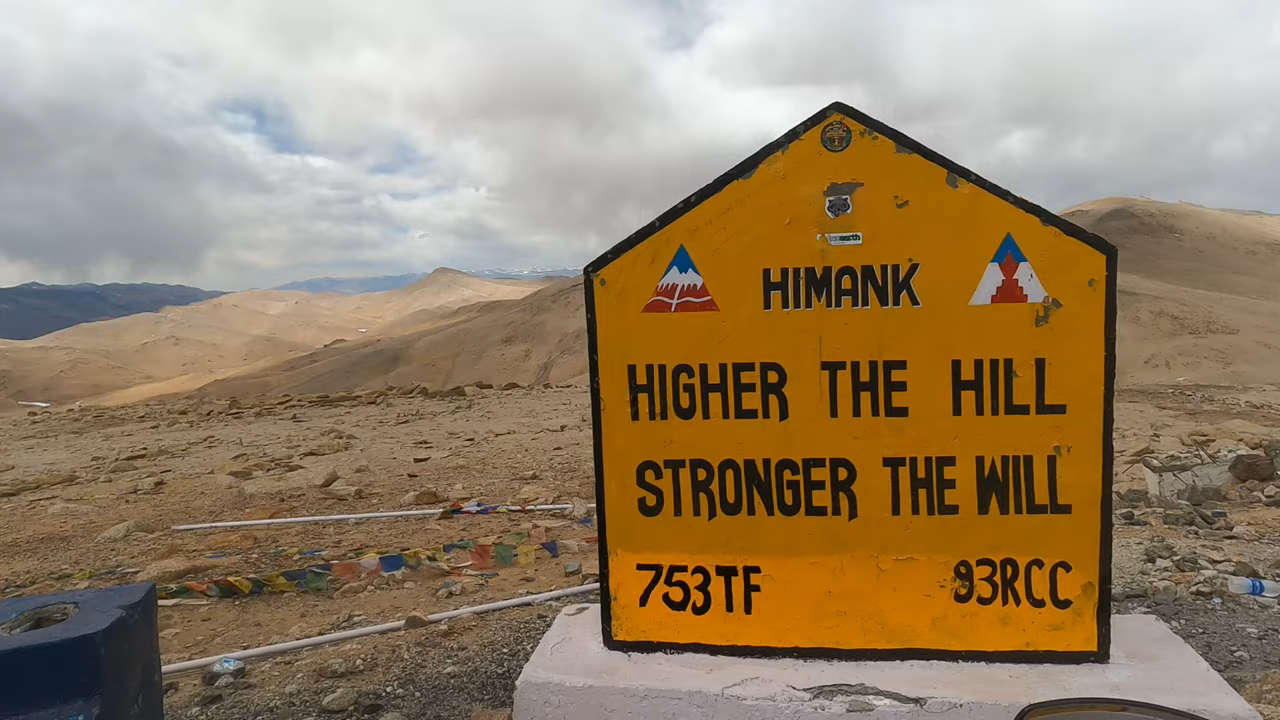 HIMANK
HIGHER THE HILL
STRONGER THE WILL
753TF 93RCC